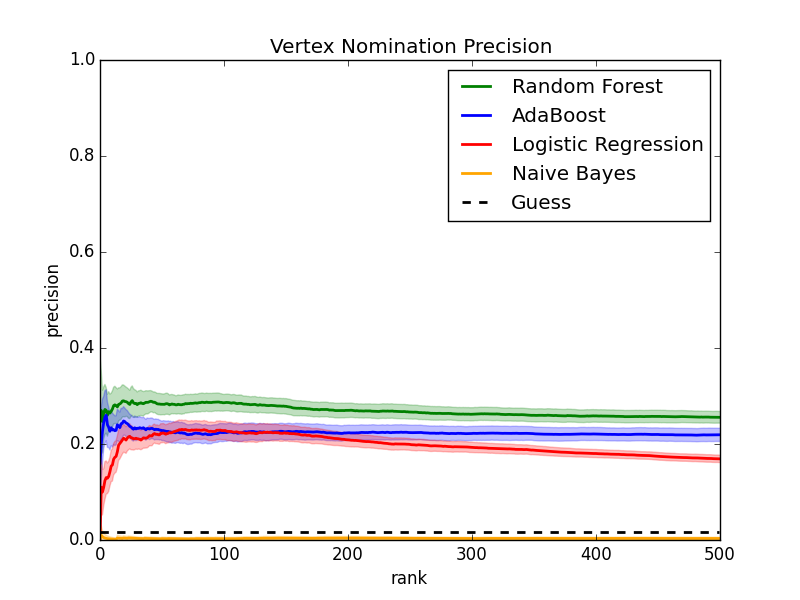 Vertex Nomination Precision
1.0
0.8
0.6
0.4
0.2
0.0
precision
Random Forest
AdaBoost
Logistic Regression
Naive Bayes
Guess
0 100 200 300 400 500
rank